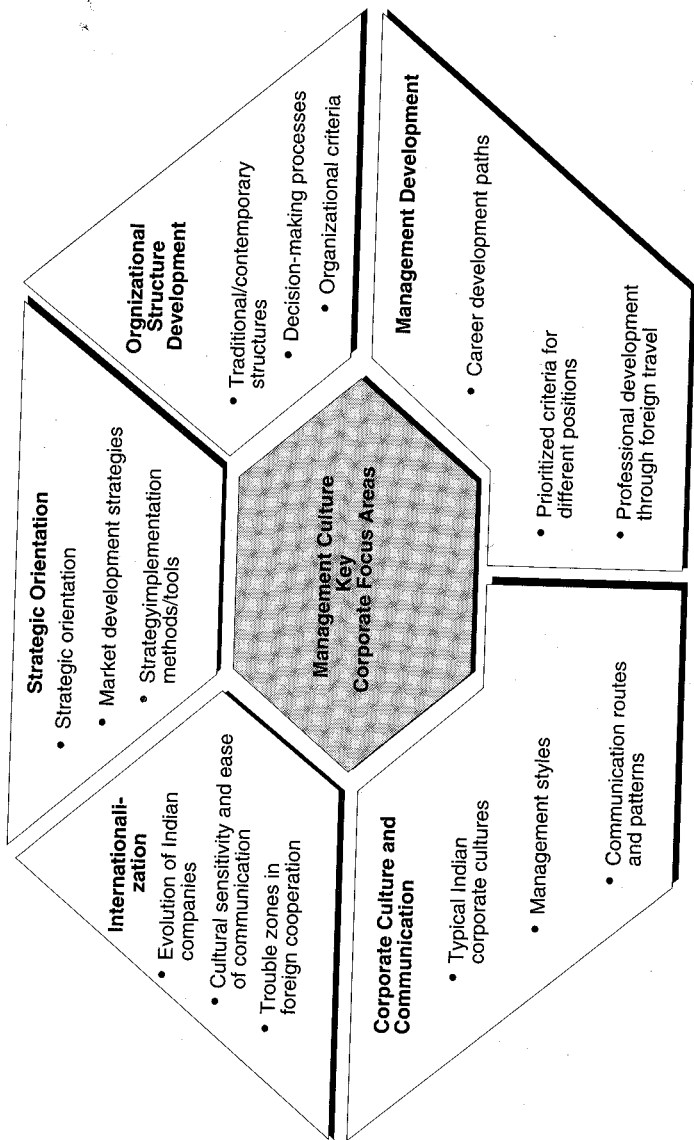 Strategic Orientation
• Strategic orientation
• Market development strategies
• Strategyimplementation
methods/tools
Orgnizational
Structure
Development
• Traditional/contemporary
structures
• Decision-making processes
• Organizational criteria
Internationali-
zation
• Evolution of Indian
companies
• Cultural sensitivity and ease
of communication
• Trouble zones in
foreign cooperation
Management Culture
Key
Corporate Focus Areas
Corporate Culture and
Communication
• Typical Indian
corporate cultures
• Management styles
• Communication routes
and patterns
Management Development
• Career development paths
• Prioritized criteria for
different positions
• Professional development
through foreign travel